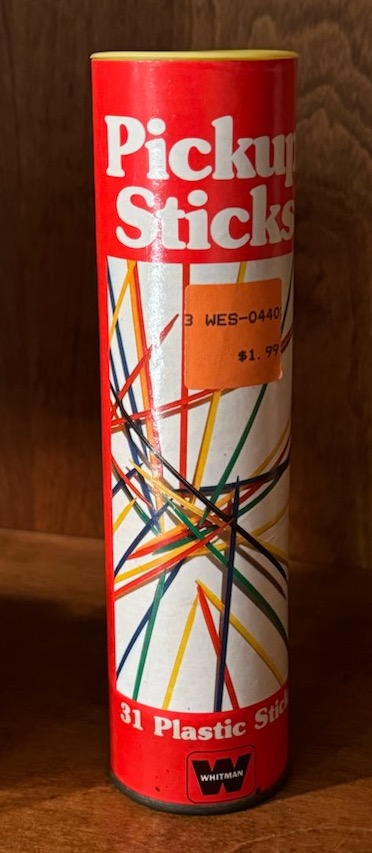 Pickup
Sticks
3 WES-0440
$1.99
31 Plastic Stick
WHITMAN